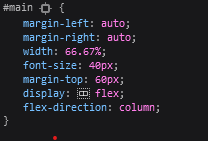 #main {
margin-left: auto;
margin-right: auto;
width: 66.67%;
font-size: 40px;
margin-top: 60px;
display: flex;
flex-direction: column;
}